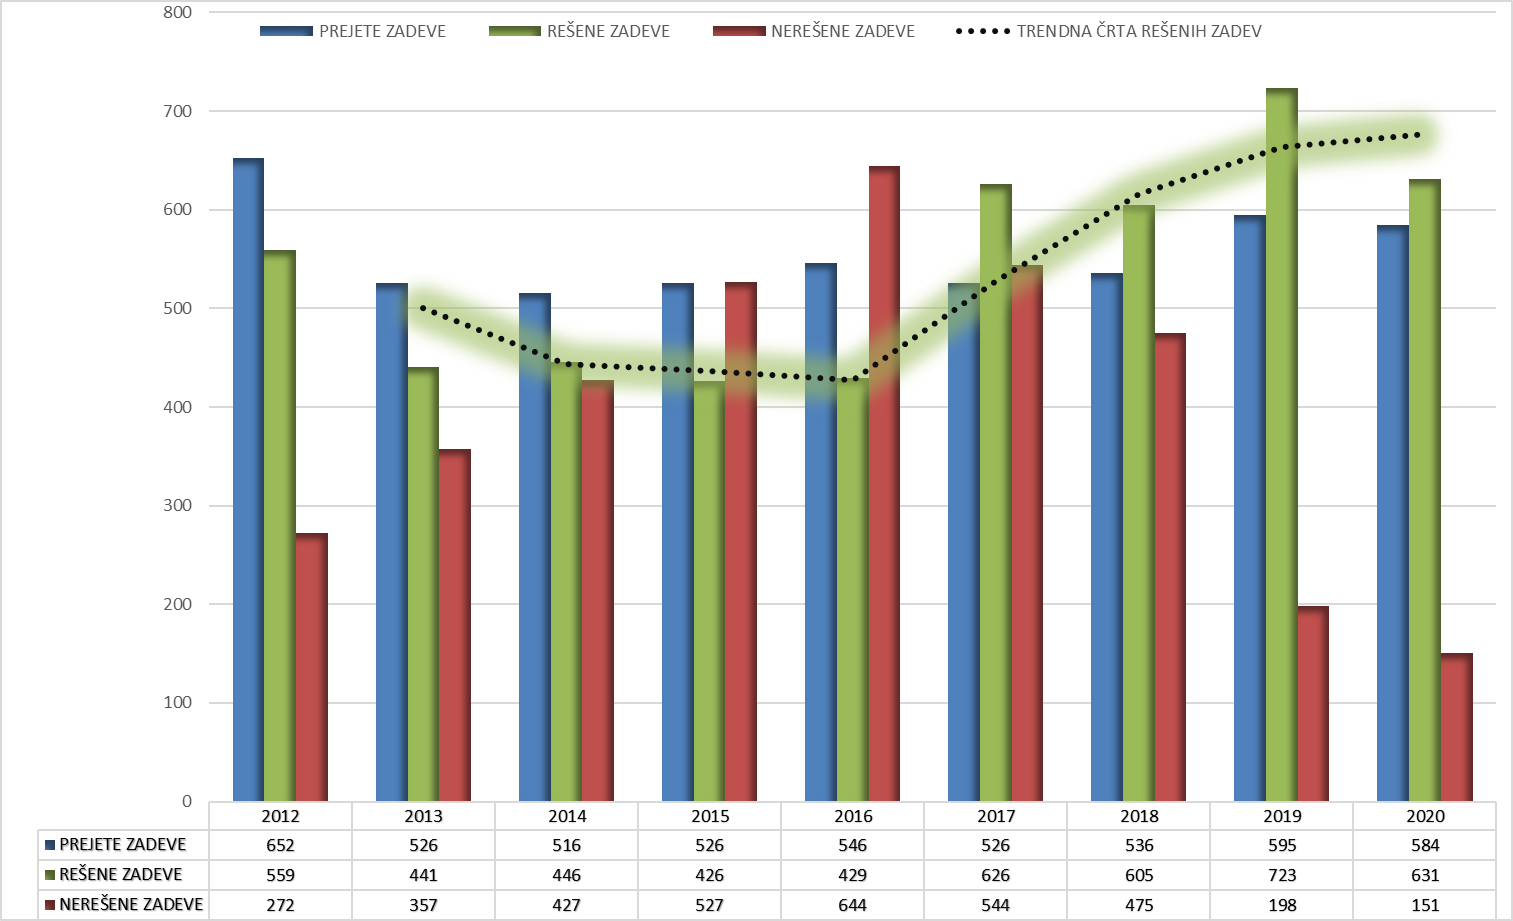 800
PREJETE ZADEVE REŠENE ZADEVE NEREŠENE ZADEVE TRENDNA ČRTA REŠENIH ZADEV
700
600
500
400
300
200
100
0
2012 2013 2014 2015 2016 2017 2018 2019 2020
PREJETE ZADEVE 652 526 516 526 546 526 536 595 584
REŠENE ZADEVE 559 441 446 426 429 626 605 723 631
NEREŠENE ZADEVE 272 357 427 527 644 544 475 198 151